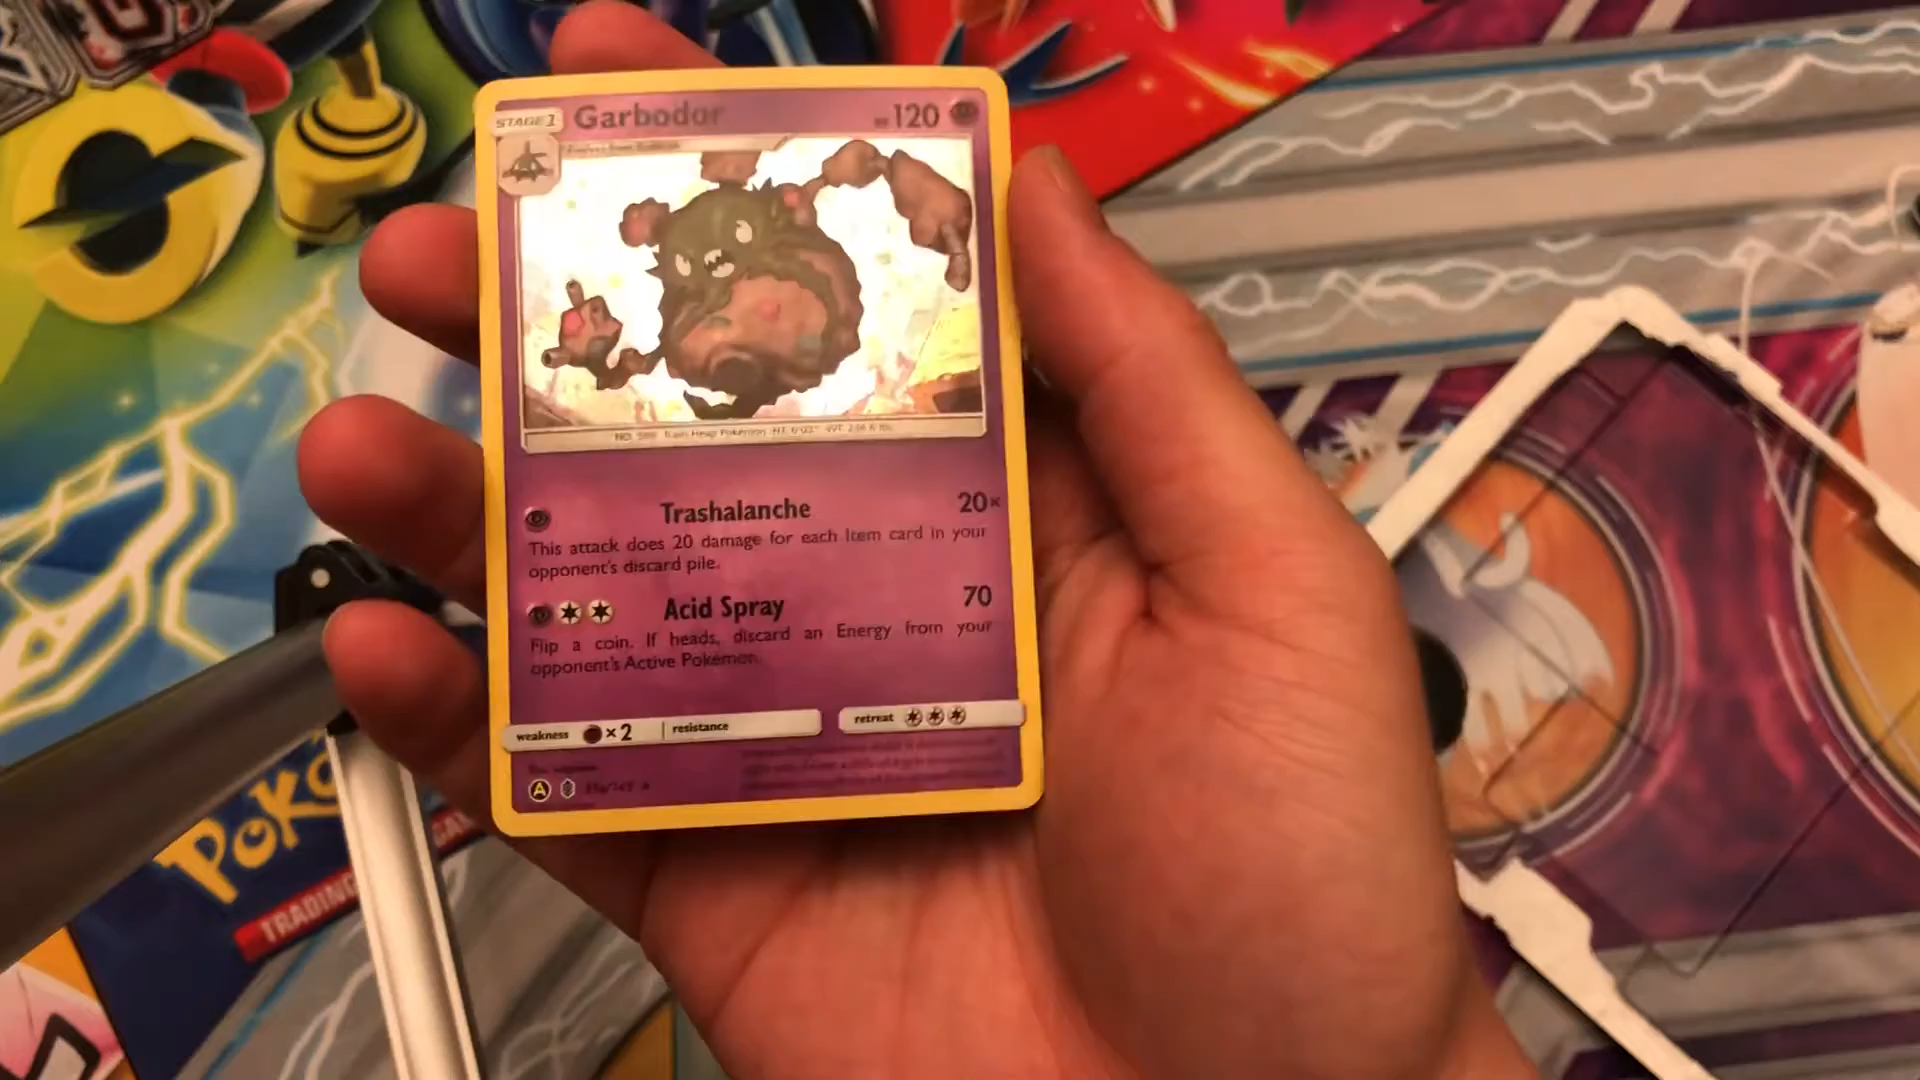 STAGE 1 Garbodor 120
Trashalanche 20×
This attack does 20 damage for each Item card in your
opponent's discard pile.
Acid Spray 70
Flip a coin. If heads, discard an Energy from your
opponent's Active Pokémon.
weakness ×2 resistance retreat
A
POKé
TRADING